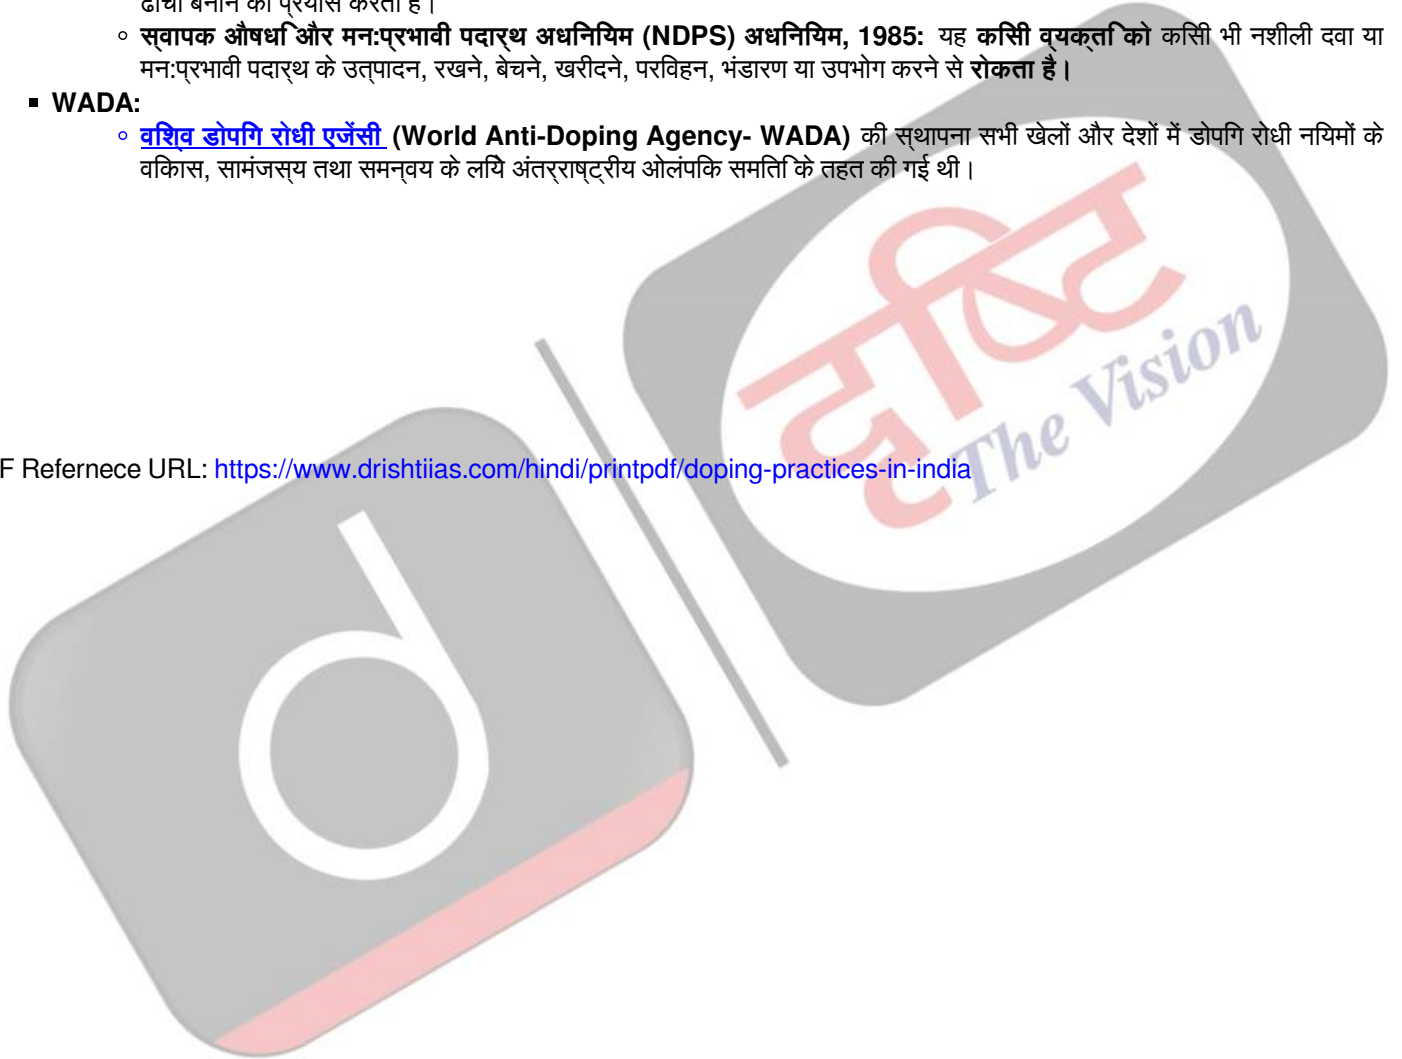 ढाँचा बनाने का प्रयास करता है।
स्वापक औषधि और मन:प्रभावी पदार्थ अधिनियम (NDPS) अधिनियम, 1985: यह किसी व्यक्ति को किसी भी नशीली दवा या
मन:प्रभावी पदार्थ के उत्पादन, रखने, बेचने, खरीदने, परिवहन, भंडारण या उपभोग करने से रोकता है।
WADA:
विश्व डोपिंग रोधी एजेंसी (World Anti-Doping Agency- WADA) की स्थापना सभी खेलों और देशों में डोपिंग रोधी नियमों के
विकास, सामंजस्य तथा समन्वय के लिये अंतर्राष्ट्रीय ओलंपिक समिति के तहत की गई थी।
दृष्टि
The Vision
F Refernece URL: https://www.drishtiias.com/hindi/printpdf/doping-practices-in-india
d